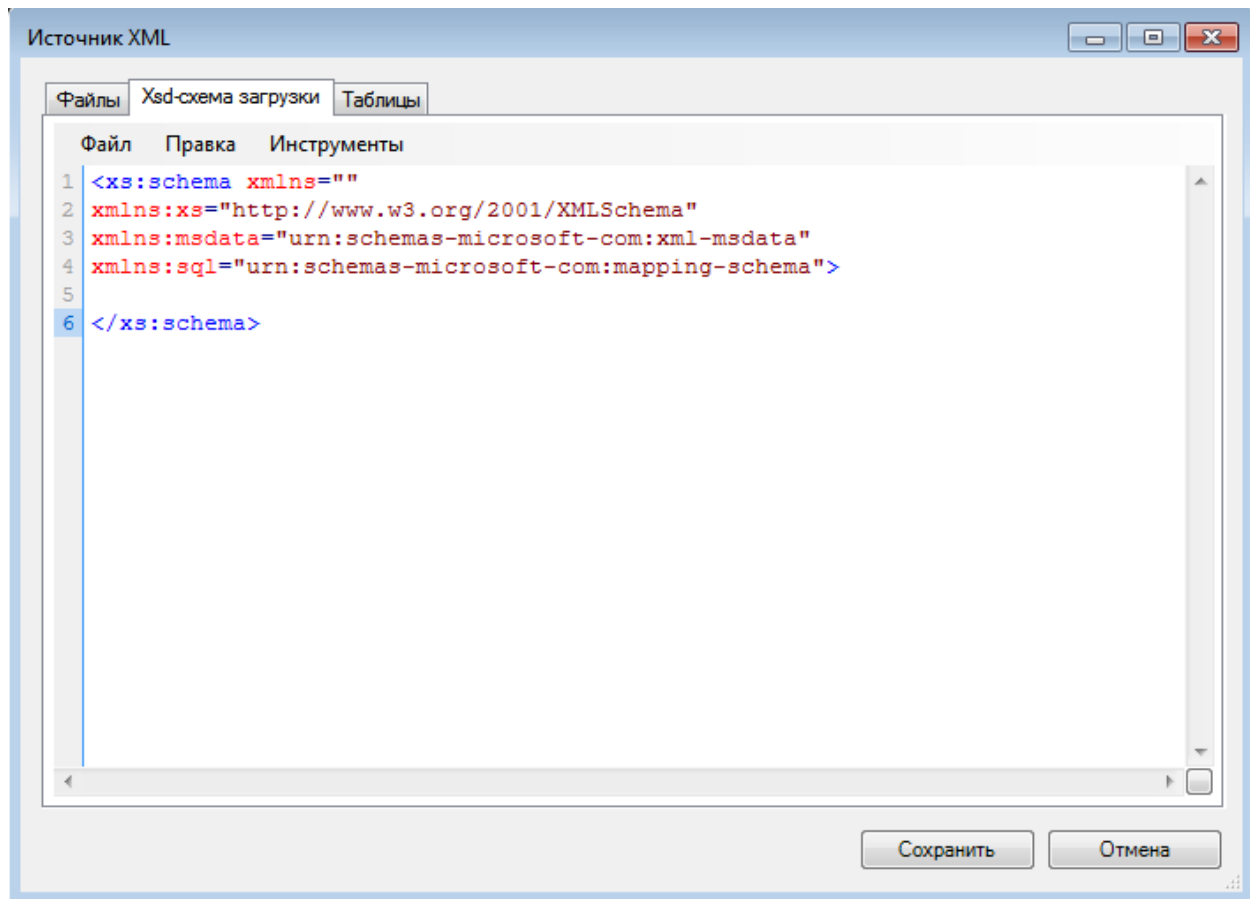 Источник XML
Файлы Xsd-схема загрузки Таблицы
Файл Правка Инструменты
1 <xs:schema xmlns=""
2 xmlns:xs="http://www.w3.org/2001/XMLSchema"
3 xmlns:msdata="urn:schemas-microsoft-com:xml-msdata"
4 xmlns:sql="urn:schemas-microsoft-com:mapping-schema">
5
6 </xs:schema>
Сохранить Отмена